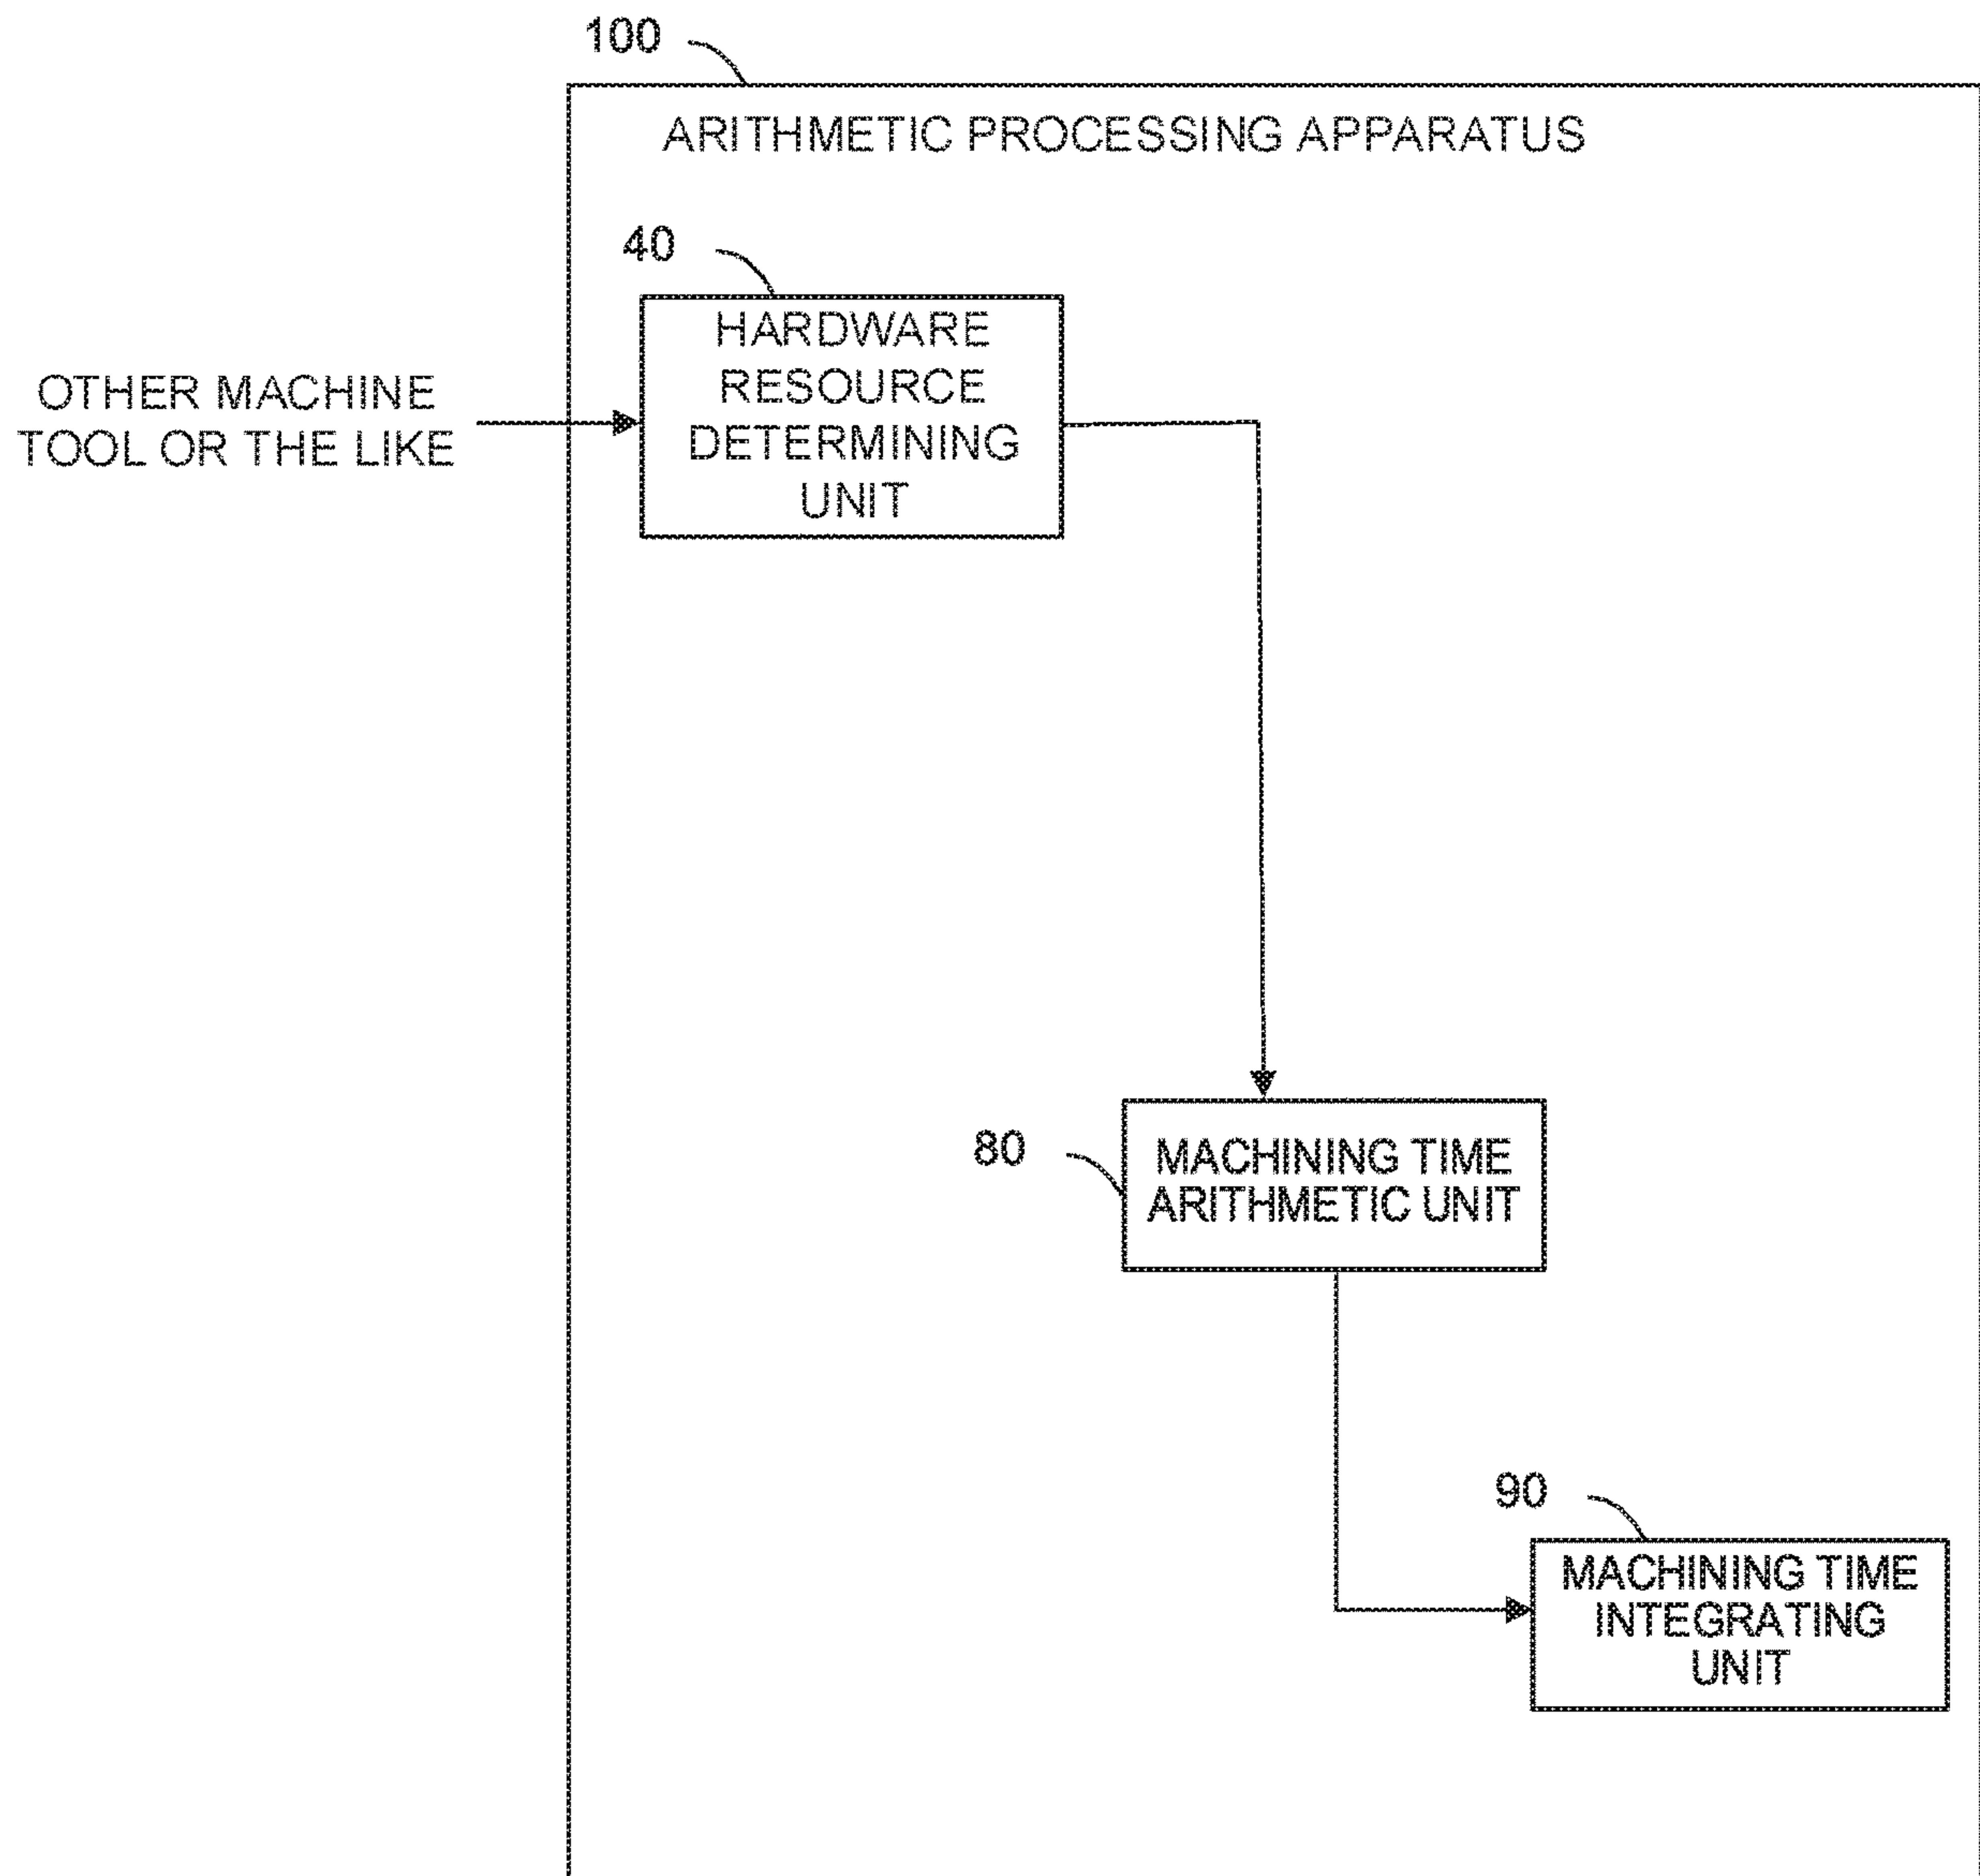 100
ARITHMETIC PROCESSING APPARATUS
40
HARDWARE
RESOURCE
DETERMINING
UNIT
OTHER MACHINE
TOOL OR THE LIKE
80
MACHINING TIME
ARITHMETIC UNIT
90
MACHINING TIME
INTEGRATING
UNIT